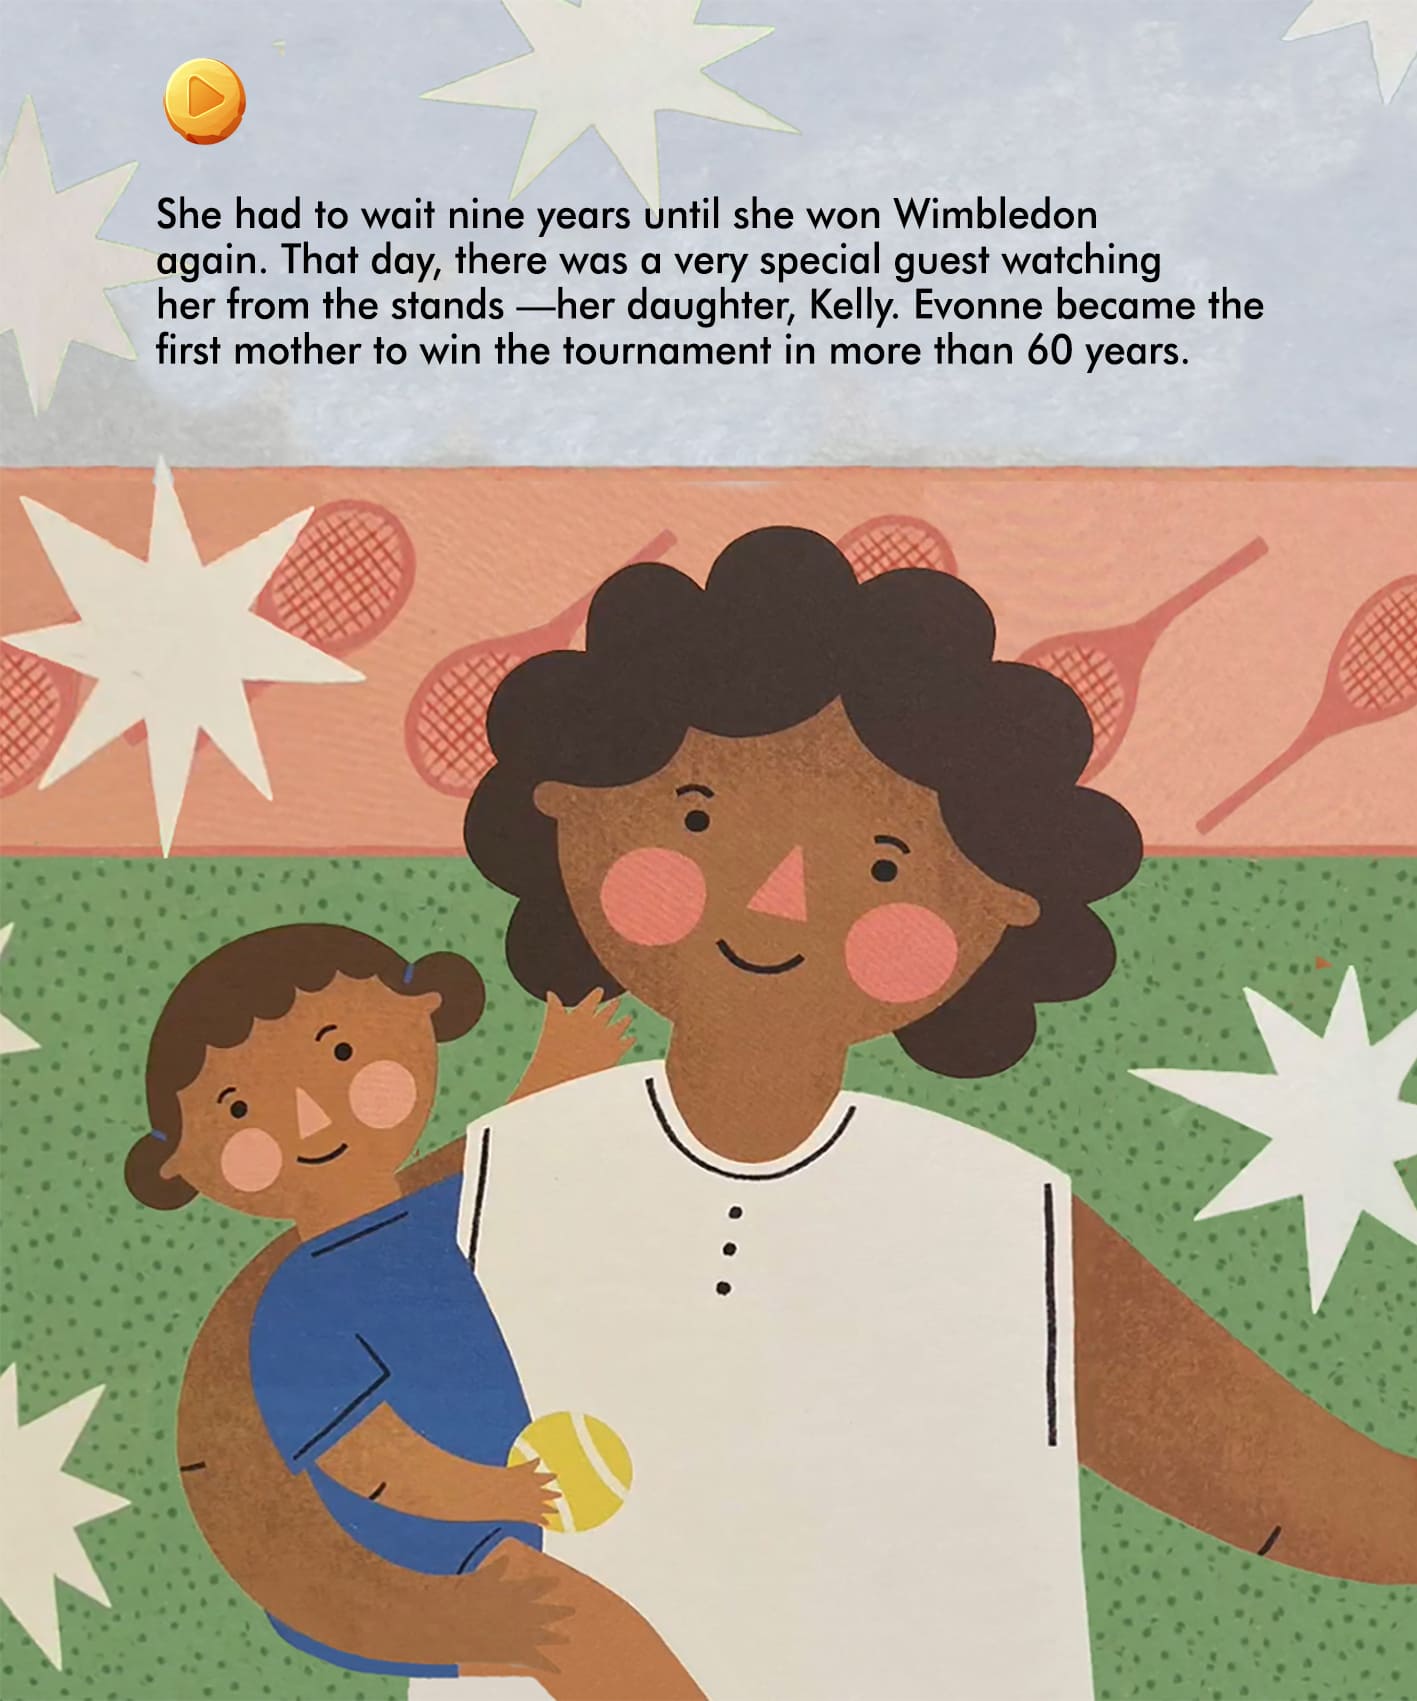 She had to wait nine years until she won Wimbledon
again. That day, there was a very special guest watching
her from the stands —her daughter, Kelly. Evonne became the
first mother to win the tournament in more than 60 years.